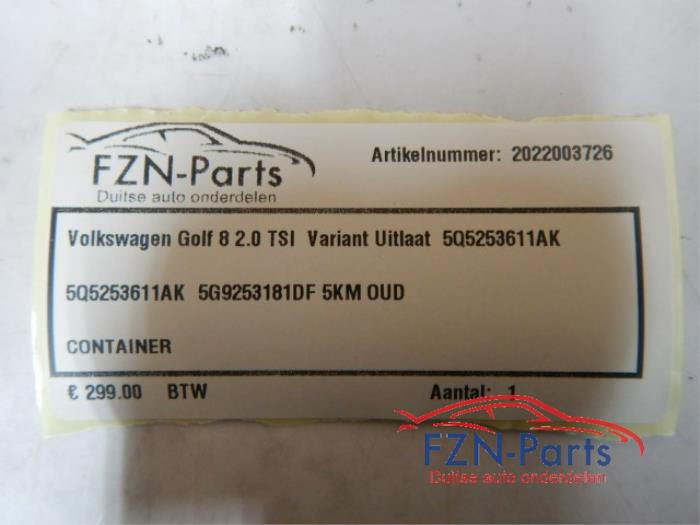 FZN-Parts
Duitse auto onderdelen
Artikelnummer: 2022003726
Volkswagen Golf 8 2.0 TSI Variant Uitlaat 5Q5253611AK
5Q5253611AK 5G9253181DF 5KM OUD
CONTAINER
€ 299.00 BTW Aantal: 1
FZN-Parts
Duitse auto onderdelen